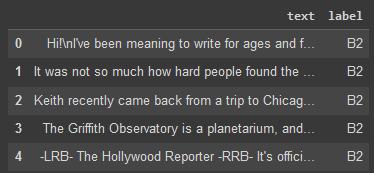 text label
0 Hi!\nI've been meaning to write for ages and f... B2
1 It was not so much how hard people found the ... B2
2 Keith recently came back from a trip to Chicag... B2
3 The Griffith Observatory is a planetarium, and... B2
4 -LRB- The Hollywood Reporter -RRB- It's offici... B2